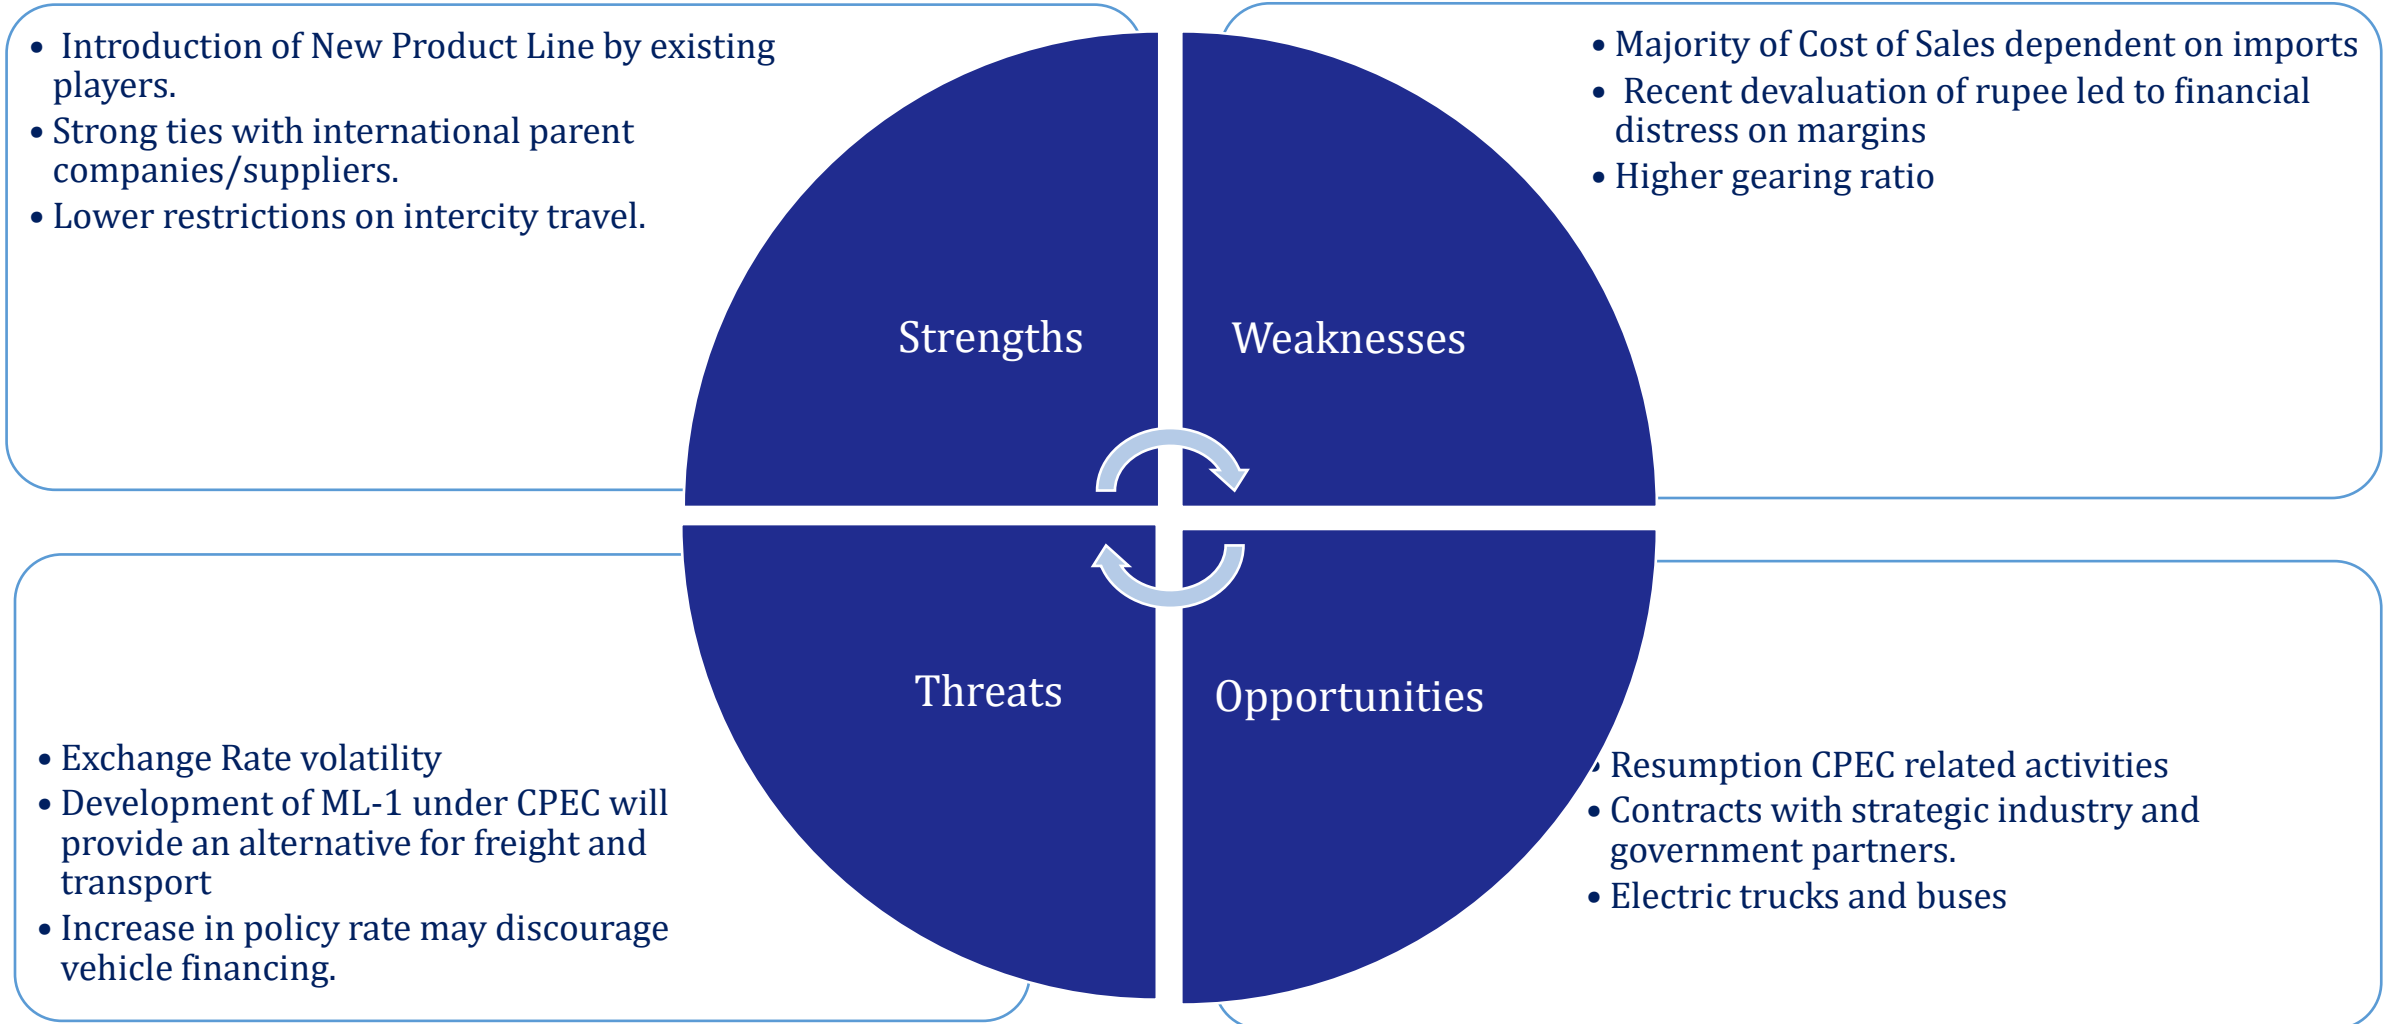 • Introduction of New Product Line by existing
players.
• Strong ties with international parent
companies/suppliers.
• Lower restrictions on intercity travel.
• Majority of Cost of Sales dependent on imports
• Recent devaluation of rupee led to financial
distress on margins
• Higher gearing ratio
Strengths
Weaknesses
Threats
Opportunities
• Exchange Rate volatility
• Development of ML-1 under CPEC will
provide an alternative for freight and
transport
• Increase in policy rate may discourage
vehicle financing.
• Resumption CPEC related activities
• Contracts with strategic industry and
government partners.
• Electric trucks and buses